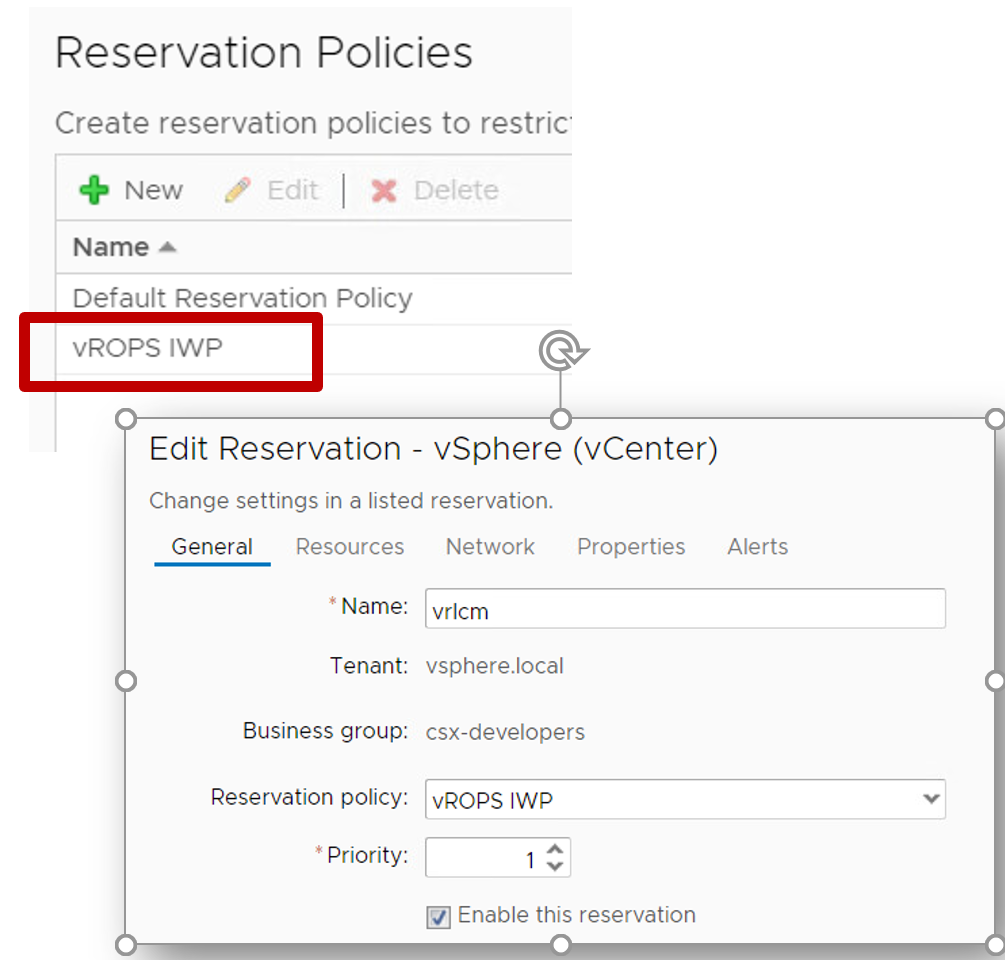 Reservation Policies
Create reservation policies to restric
New Edit Delete
Name
Default Reservation Policy
vROPS IWP
Edit Reservation - vSphere (vCenter)
Change settings in a listed reservation.
General Resources Network Properties Alerts
* Name: vrlcm
Tenant: vsphere.local
Business group: csx-developers
Reservation policy: vROPS IWP
* Priority: 1
Enable this reservation